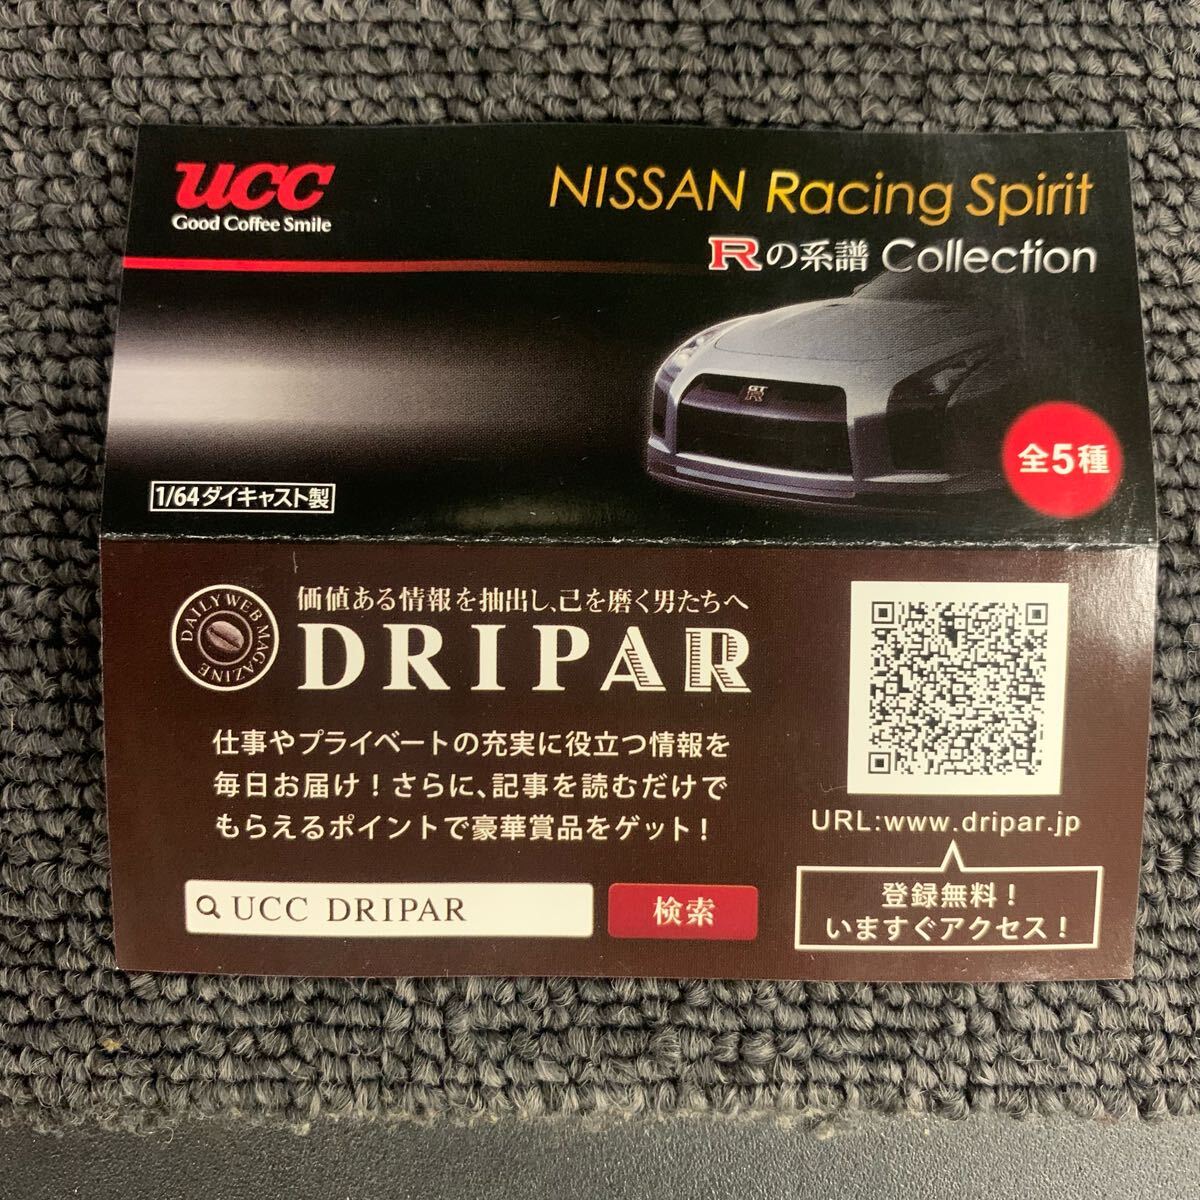 UCC
Good Coffee Smile
NISSAN Racing Spirit
Rの系譜 Collection
GT
R
全5種
1/64ダイキャスト製
DAILY WEB MAGAZINE
価値ある情報を抽出し、己を磨く男たちへ
DRIPAR
仕事やプライベートの充実に役立つ情報を
毎日お届け！さらに、記事を読むだけで
もらえるポイントで豪華賞品をゲット！
UCC DRIPAR
検索
URL:www.dripar.jp
登録無料！
いますぐアクセス！